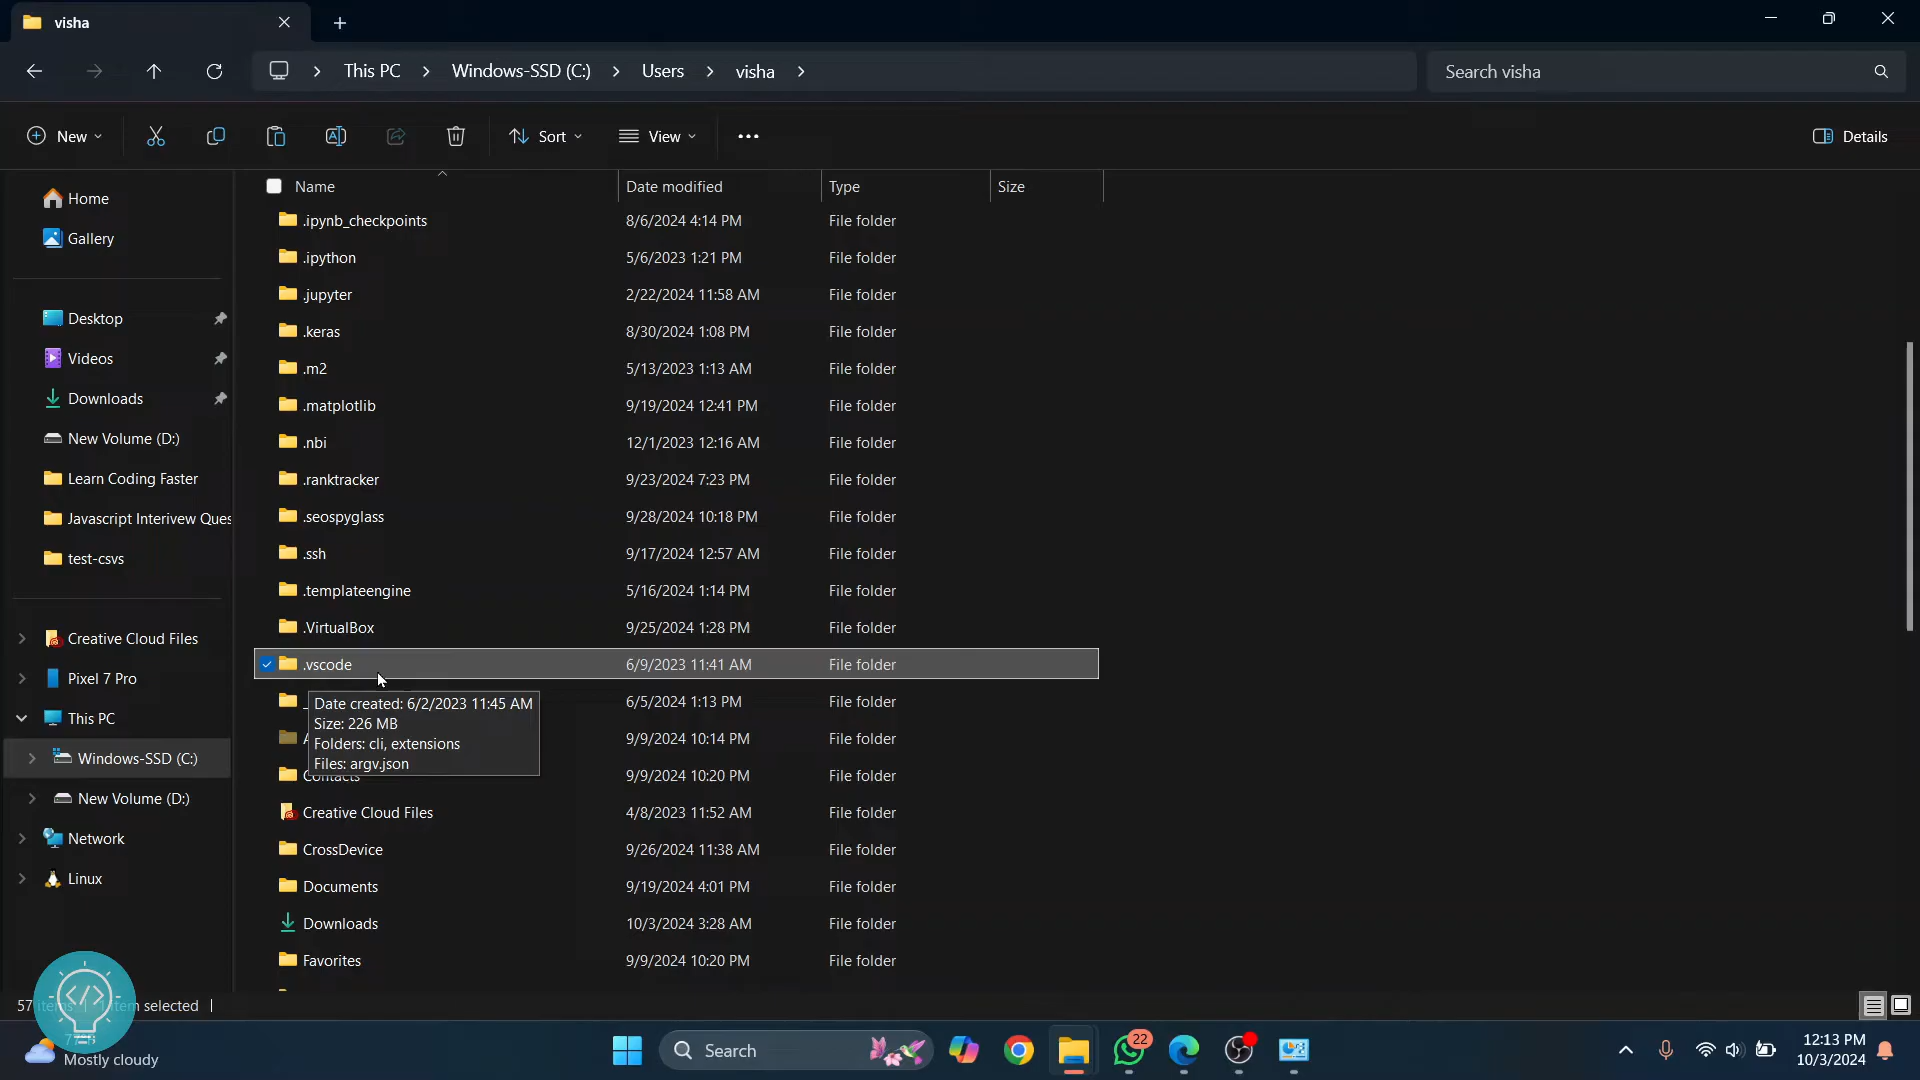 visha
This PC
Windows-SSD (C:)
Users
visha
Search visha
New
Sort
View
Details
Home
Gallery
Desktop
Videos
Downloads
New Volume (D:)
Learn Coding Faster
Javascript Interivew Ques
test-csvs
Creative Cloud Files
Pixel 7 Pro
This PC
Windows-SSD (C:)
New Volume (D:)
Network
Linux
Name Date modified Type Size
.ipynb_checkpoints 8/6/2024 4:14 PM File folder
.ipython 5/6/2023 1:21 PM File folder
.jupyter 2/22/2024 11:58 AM File folder
.keras 8/30/2024 1:08 PM File folder
.m2 5/13/2023 1:13 AM File folder
.matplotlib 9/19/2024 12:41 PM File folder
.nbi 12/1/2023 12:16 AM File folder
.ranktracker 9/23/2024 7:23 PM File folder
.seospyglass 9/28/2024 10:18 PM File folder
.ssh 9/17/2024 12:57 AM File folder
.templateengine 5/16/2024 1:14 PM File folder
.VirtualBox 9/25/2024 1:28 PM File folder
.vscode 6/9/2023 11:41 AM File folder
6/5/2024 1:13 PM File folder
9/9/2024 10:14 PM File folder
Contacts 9/9/2024 10:20 PM File folder
Creative Cloud Files 4/8/2023 11:52 AM File folder
CrossDevice 9/26/2024 11:38 AM File folder
Documents 9/19/2024 4:01 PM File folder
Downloads 10/3/2024 3:28 AM File folder
Favorites 9/9/2024 10:20 PM File folder
Date created: 6/2/2023 11:45 AM
Size: 226 MB
Folders: cli, extensions
Files: argv.json
57 items 1 item selected
Mostly cloudy
Search
22
12:13 PM
10/3/2024